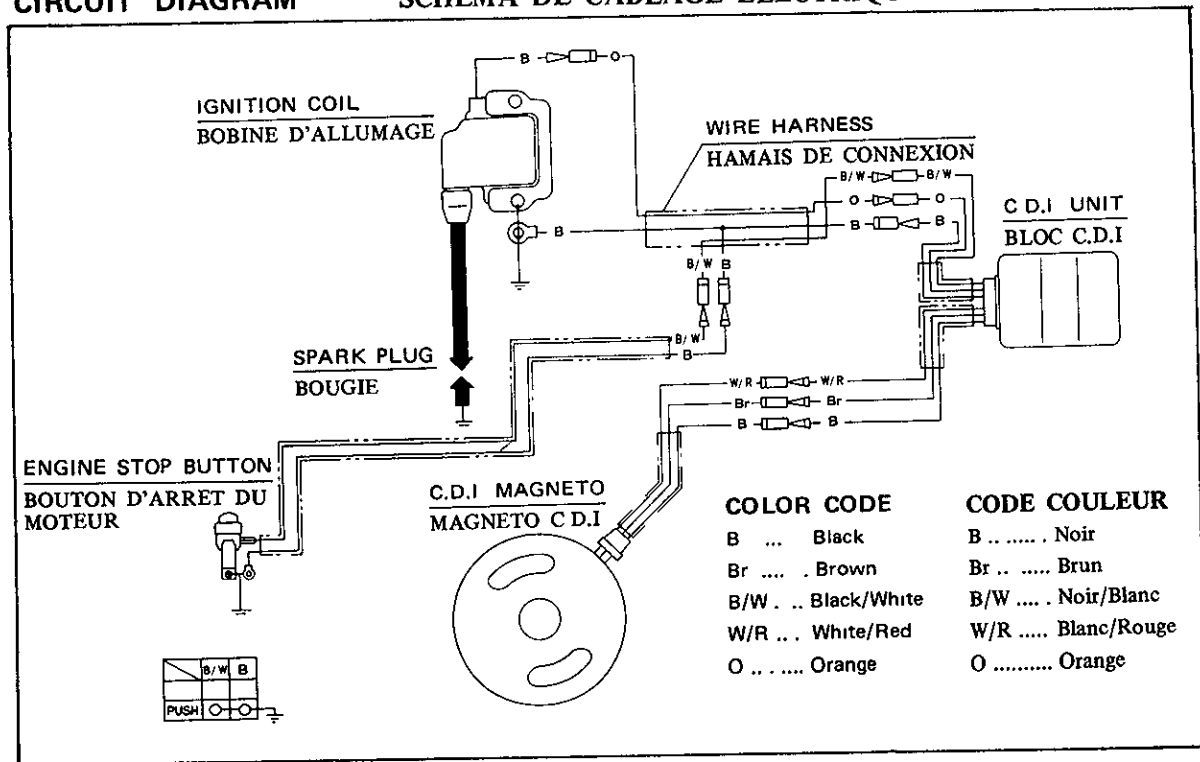 CIRCUIT DIAGRAM
IGNITION COIL
BOBINE D'ALLUMAGE
B
O
WIRE HARNESS
HAMAIS DE CONNEXION
B/W
B/W
O
O
B
B
B
C D.I UNIT
BLOC C.D.I
B/W
B
B/W
B
SPARK PLUG
BOUGIE
W/R
W/R
Br
Br
B
B
ENGINE STOP BUTTON
BOUTON D'ARRET DU
MOTEUR
C.D.I MAGNETO
MAGNETO C D.I
COLOR CODE
B ... Black
Br .... . Brown
B/W . .. Black/White
W/R .. . White/Red
O .. . .... Orange
CODE COULEUR
B .. ...... . Noir
Br .. ..... Brun
B/W ..... . Noir/Blanc
W/R ..... Blanc/Rouge
O .......... Orange
B/W B
PUSH